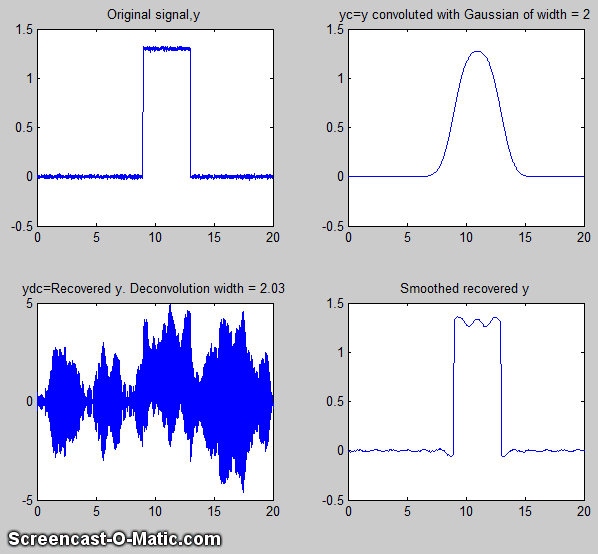 Original signal,y
1.5
1
0.5
0
-0.5
0 5 10 15 20
yc=y convoluted with Gaussian of width = 2
1.5
1
0.5
0
-0.5
0 5 10 15 20
ydc=Recovered y. Deconvolution width = 2.03
5
0
-5
0 5 10 15 20
Smoothed recovered y
1.5
1
0.5
0
-0.5
0 5 10 15 20
Screencast-O-Matic.com